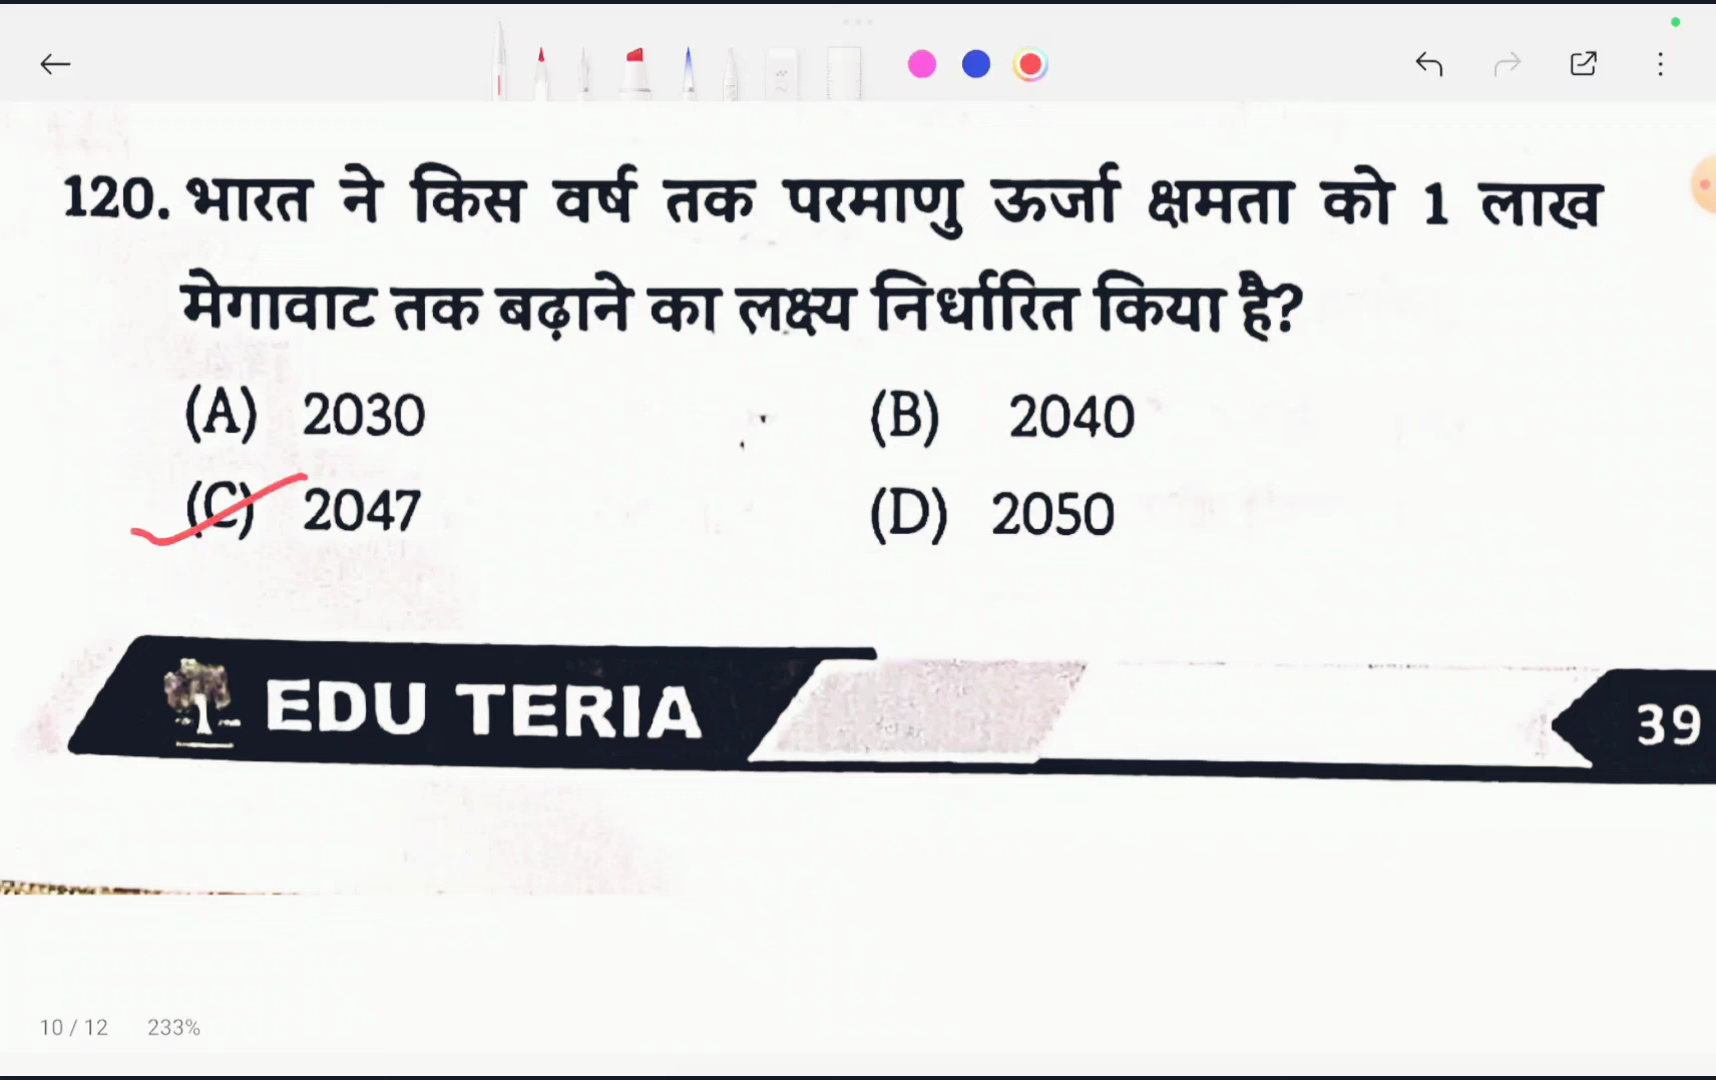 120. भारत ने किस वर्ष तक परमाणु ऊर्जा क्षमता को 1 लाख
मेगावाट तक बढ़ाने का लक्ष्य निर्धारित किया है?
(A) 2030 (B) 2040
(C) 2047 (D) 2050
EDU TERIA 39
10 / 12 233%